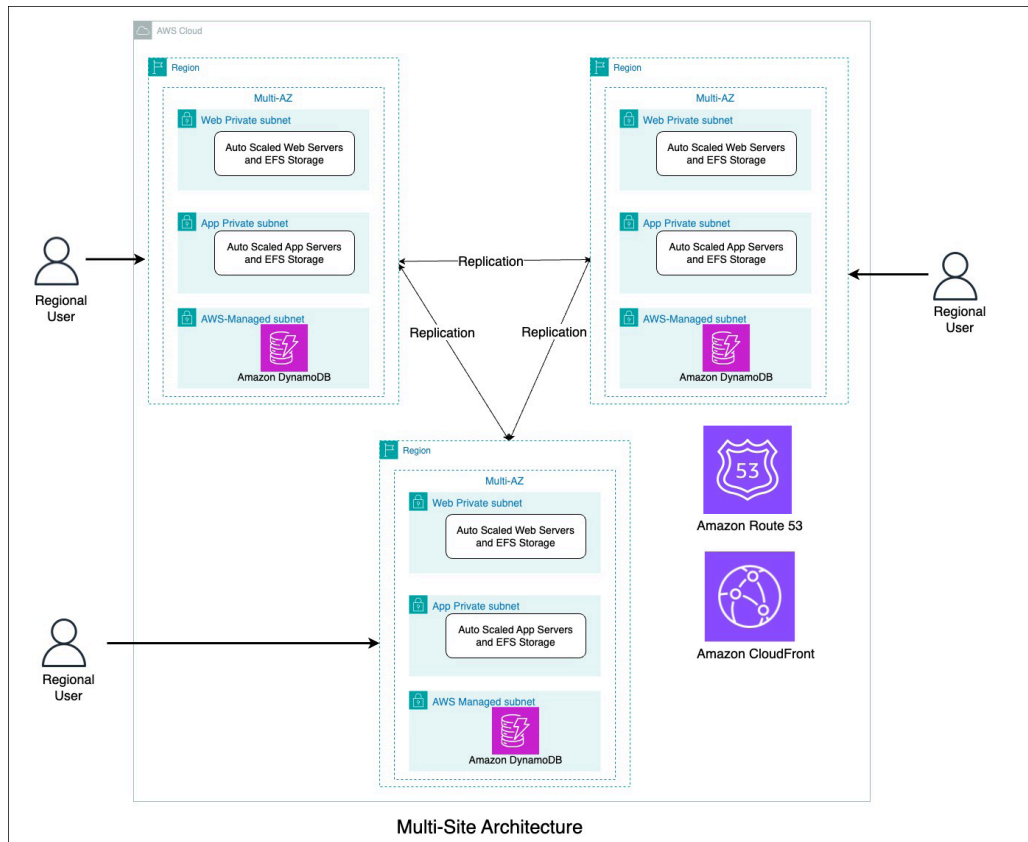 AWS Cloud
Region
Multi-AZ
Web Private subnet
Auto Scaled Web Servers
and EFS Storage
App Private subnet
Auto Scaled App Servers
and EFS Storage
AWS-Managed subnet
Amazon DynamoDB
Region
Multi-AZ
Web Private subnet
Auto Scaled Web Servers
and EFS Storage
App Private subnet
Auto Scaled App Servers
and EFS Storage
AWS-Managed subnet
Amazon DynamoDB
Regional
User
Replication
Replication
Replication
Regional
User
Region
Multi-AZ
Web Private subnet
Auto Scaled Web Servers
and EFS Storage
App Private subnet
Auto Scaled App Servers
and EFS Storage
AWS Managed subnet
Amazon DynamoDB
53
Amazon Route 53
Amazon CloudFront
Regional
User
Multi-Site Architecture